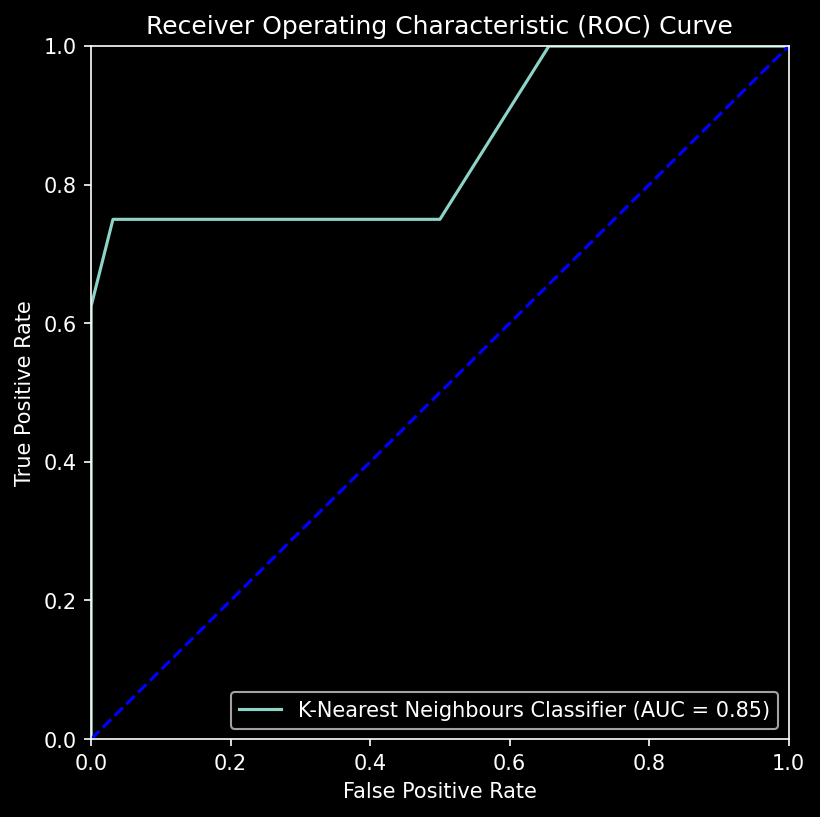 Receiver Operating Characteristic (ROC) Curve
1.0
0.8
0.6
0.4
0.2
0.0
True Positive Rate
K-Nearest Neighbours Classifier (AUC = 0.85)
0.0 0.2 0.4 0.6 0.8 1.0
False Positive Rate